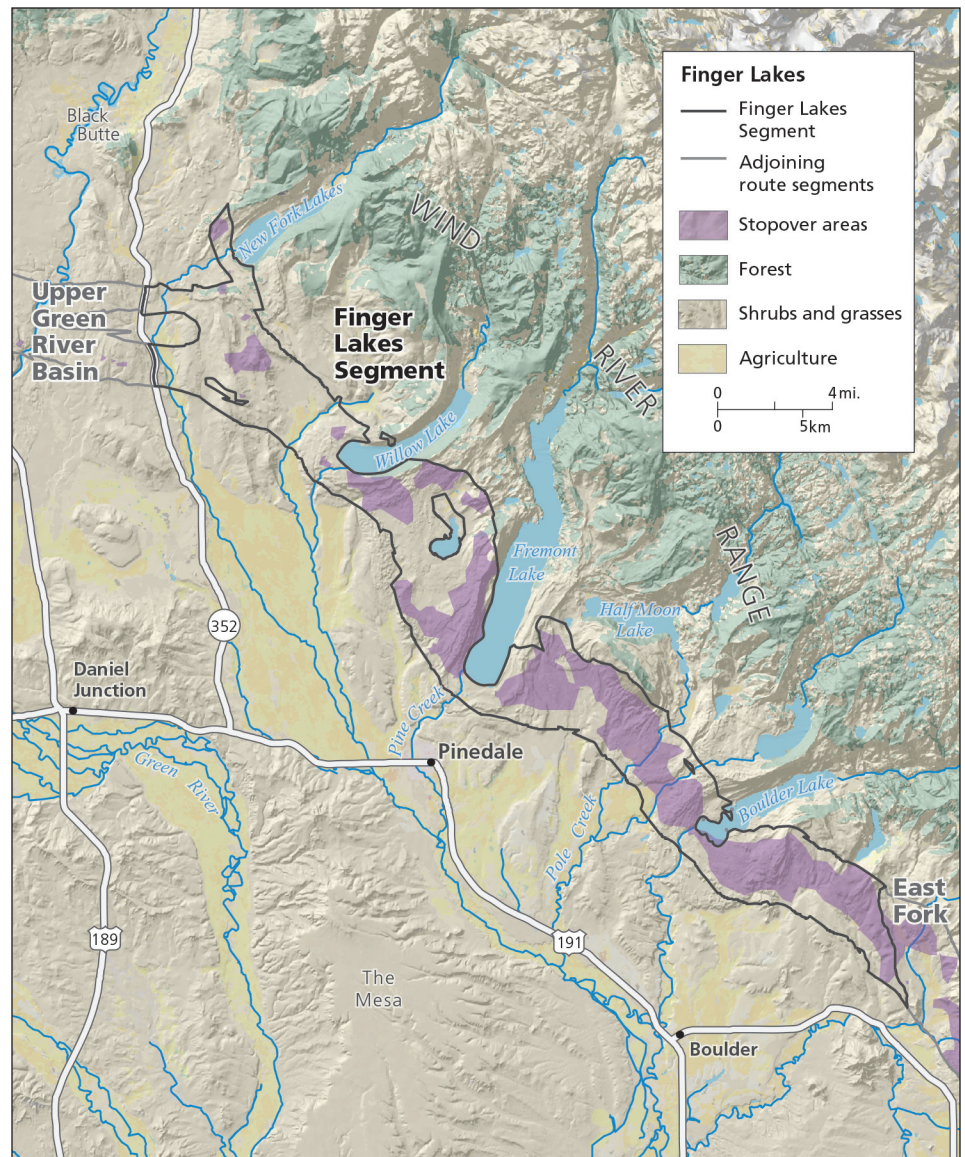 Finger Lakes
Finger Lakes
Segment
Adjoining
route segments
Stopover areas
Forest
Shrubs and grasses
Agriculture
0 4 mi.
0 5km
Black
Butte
New Fork Lakes
WIND
RIVER
RANGE
Upper
Green
River
Basin
Finger
Lakes
Segment
Willow Lake
Fremont
Lake
Half Moon
Lake
352
Daniel
Junction
Pine Creek
Pinedale
Green
River
Pole Creek
Boulder Lake
East
Fork
189
191
The
Mesa
Boulder